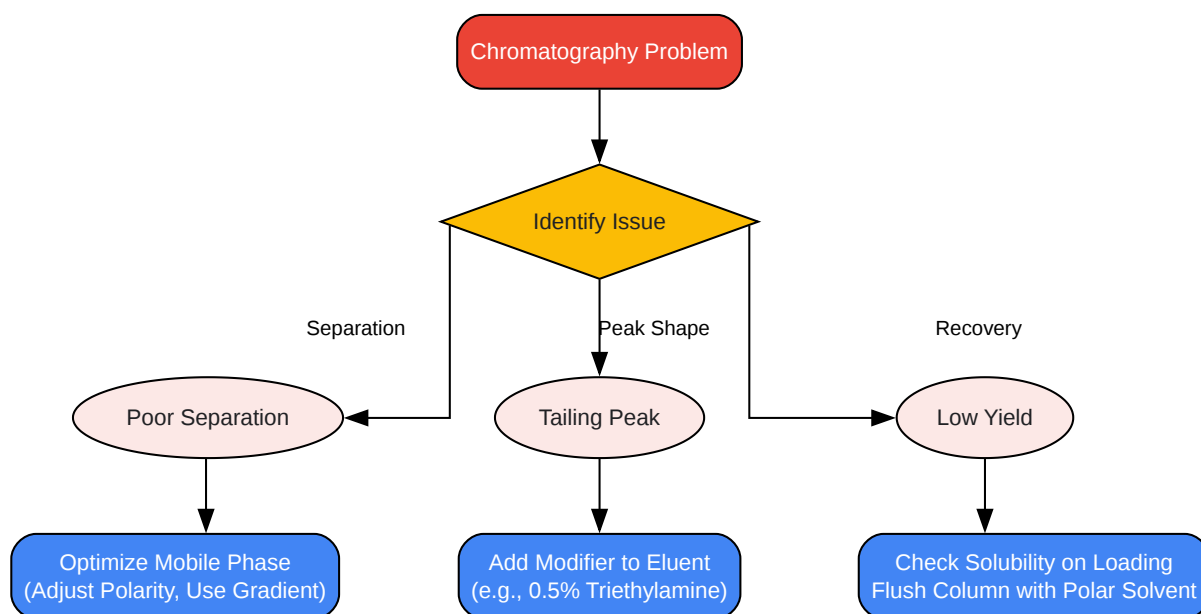 Chromatography Problem
Identify Issue
Separation
Peak Shape
Recovery
Poor Separation
Tailing Peak
Low Yield
Optimize Mobile Phase
(Adjust Polarity, Use Gradient)
Add Modifier to Eluent
(e.g., 0.5% Triethylamine)
Check Solubility on Loading
Flush Column with Polar Solvent